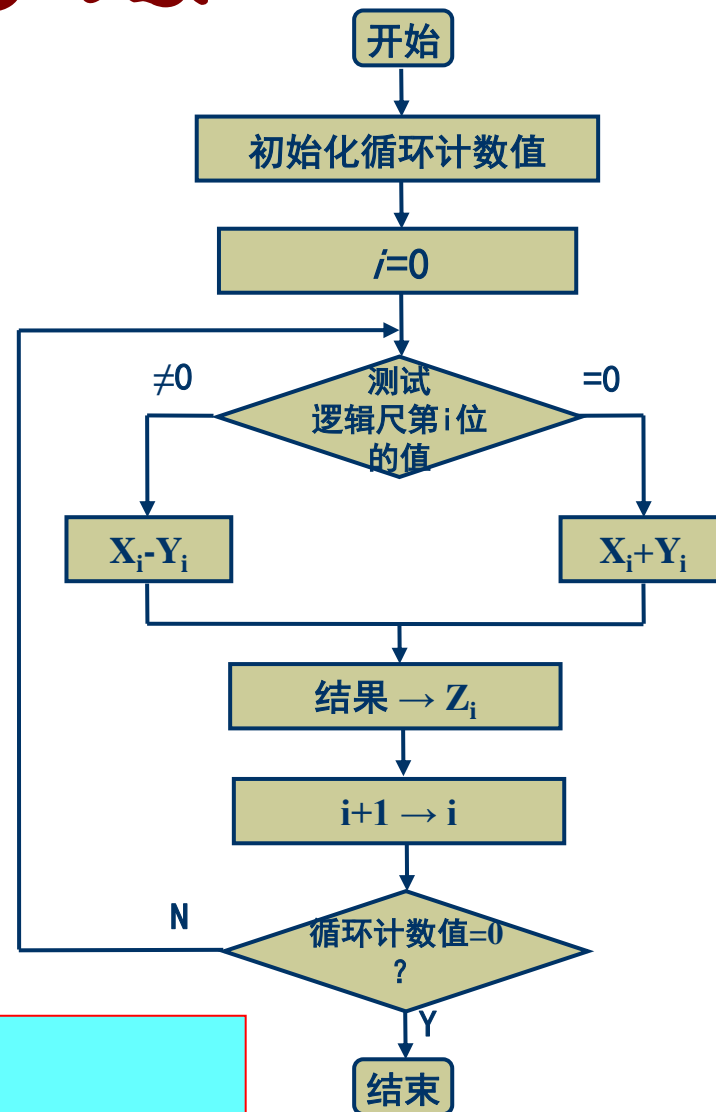 开始
初始化循环计数值
i=0
≠0
=0
测试
逻辑尺第i位
的值
Xi-Yi
Xi+Yi
结果 → Zi
i+1 → i
N
循环计数值=0
?
Y
结束